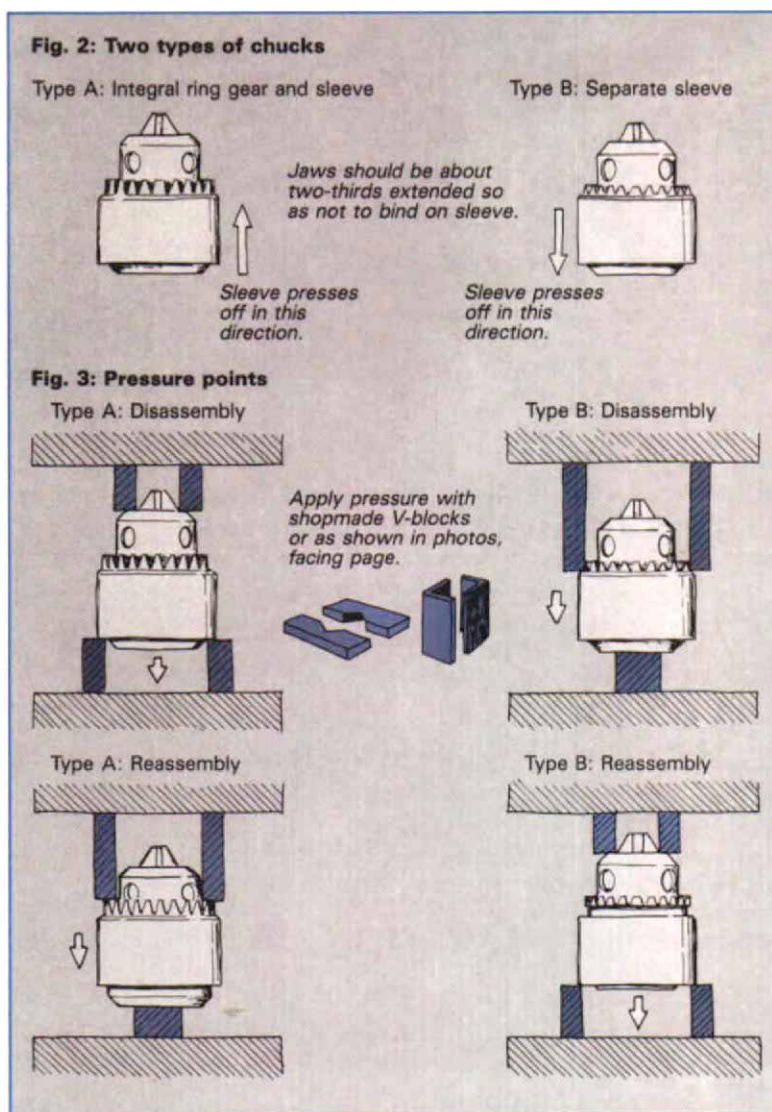 Fig. 2: Two types of chucks
Type A: Integral ring gear and sleeve
Type B: Separate sleeve
Jaws should be about
two-thirds extended so
as not to bind on sleeve.
Sleeve presses
off in this
direction.
Sleeve presses
off in this
direction.
Fig. 3: Pressure points
Type A: Disassembly
Type B: Disassembly
Apply pressure with
shopmade V-blocks
or as shown in photos,
facing page.
Type A: Reassembly
Type B: Reassembly